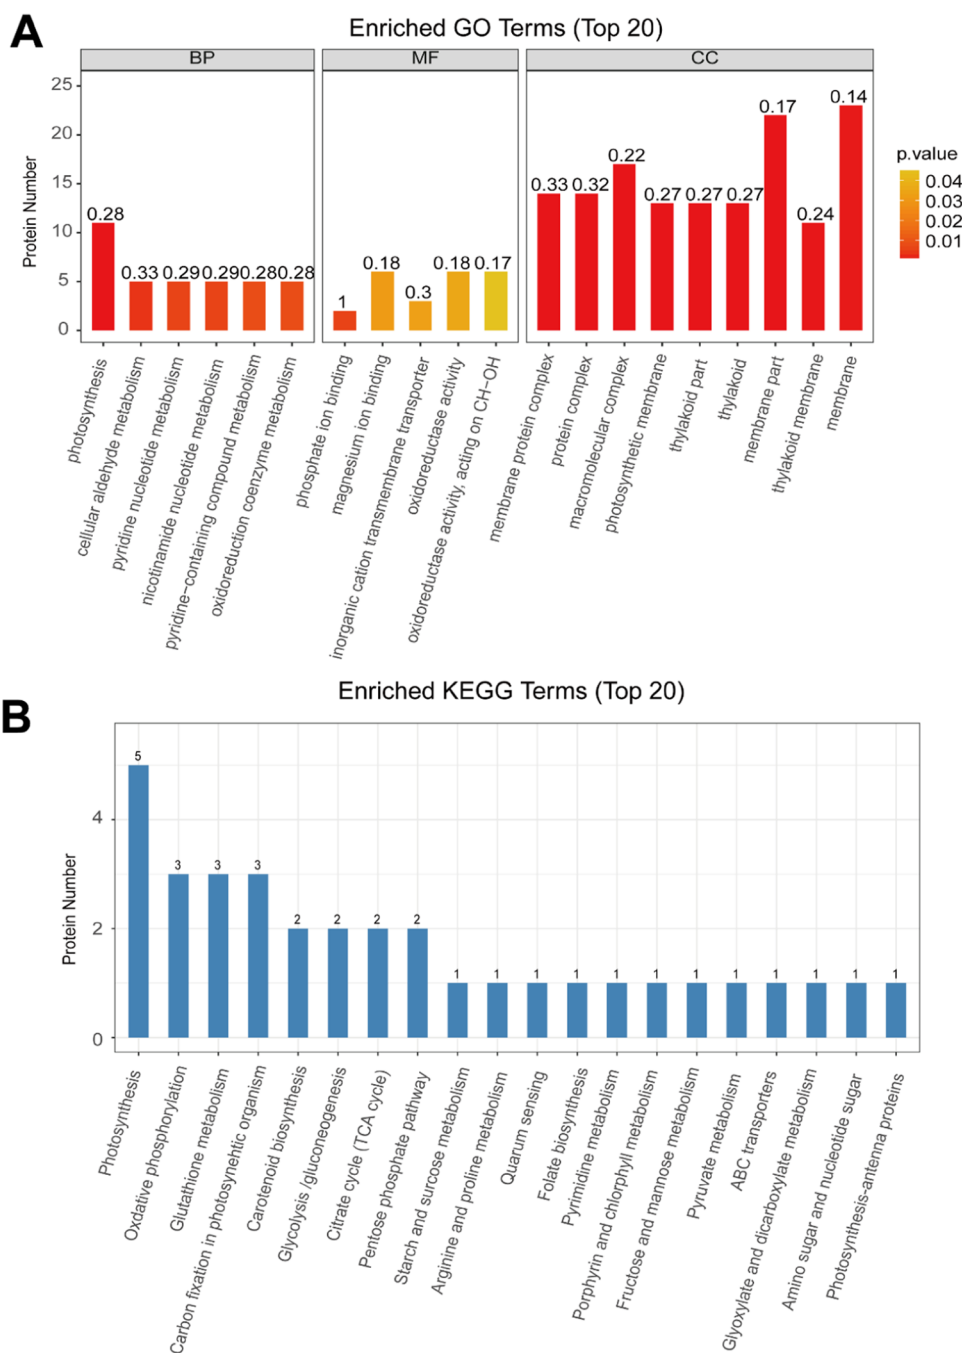 A
Enriched GO Terms (Top 20)
BP
MF
CC
Protein Number
25
20
15
10
5
0
0.28
0.33
0.29
0.29
0.28
0.28
1
0.18
0.3
0.18
0.17
0.33
0.32
0.22
0.27
0.27
0.27
0.17
0.24
0.14
p.value
0.04
0.03
0.02
0.01
photosynthesis
cellular aldehyde metabolism
pyridine nucleotide metabolism
nicotinamide nucleotide metabolism
pyridine-containing compound metabolism
oxidoreduction coenzyme metabolism
phosphate ion binding
magnesium ion binding
inorganic cation transmembrane transporter
oxidoreductase activity
oxidoreductase activity, acting on CH-OH
membrane protein complex
protein complex
macromolecular complex
photosynthetic membrane
thylakoid part
thylakoid
membrane part
thylakoid membrane
membrane
B
Enriched KEGG Terms (Top 20)
Protein Number
4
2
0
5
3
3
3
2
2
2
2
1
1
1
1
1
1
1
1
1
1
1
1
Photosynthesis
Oxdative phosphorylation
Glutathione metabolism
Carbon fixation in photosynehtic organism
Carotenoid biosynthesis
Glycolysis /gluconeogenesis
Citrate cycle (TCA cycle)
Pentose phosphate pathway
Starch and surcose metabolism
Arginine and proline metabolism
Quarum sensing
Folate biosynthesis
Pyrimidine metabolism
Porphyrin and chlorphyll metabolism
Fructose and mannose metabolism
Pyruvate metabolism
ABC transporters
Glyoxylate and dicarboxylate metabolism
Amino sugar and nucleotide sugar
Photosynthesis-antenna proteins